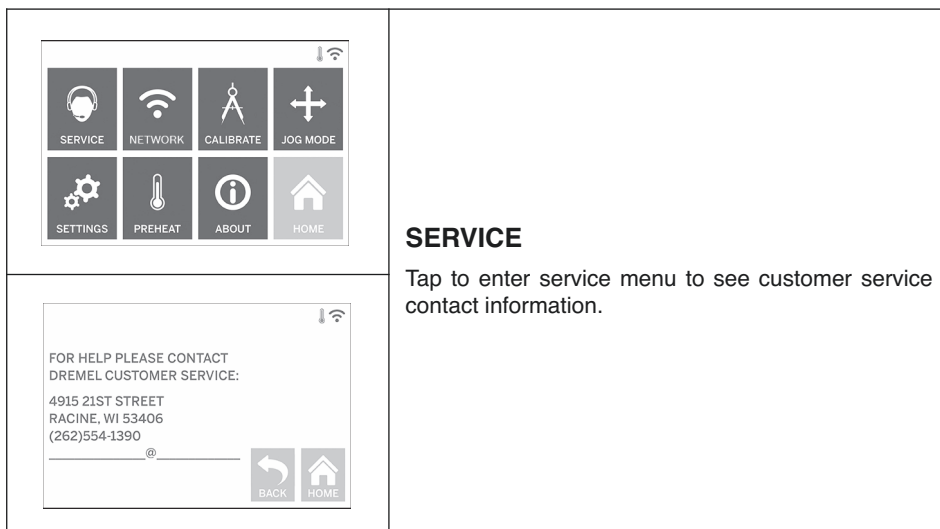 SERVICE NETWORK CALIBRATE JOG MODE
SETTINGS PREHEAT ABOUT HOME
FOR HELP PLEASE CONTACT
DREMEL CUSTOMER SERVICE:
4915 21ST STREET
RACINE, WI 53406
(262)554-1390
@
BACK HOME
SERVICE
Tap to enter service menu to see customer service
contact information.